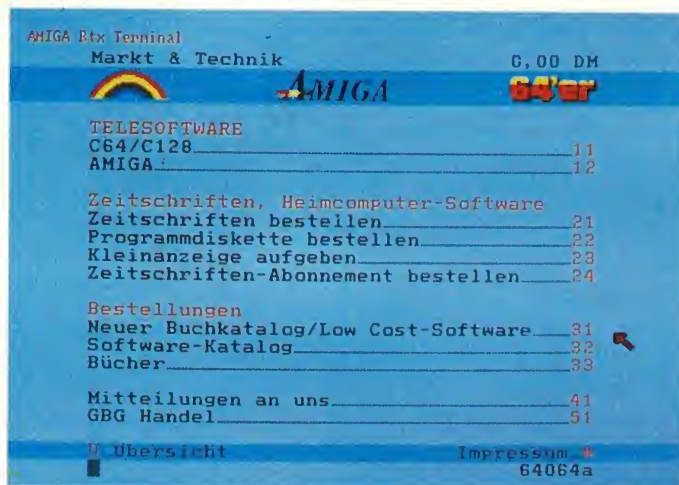 AMIGA Btx Terminal
Markt & Technik 0,00 DM
AMIGA 64'er
TELESOFTWARE
C64/C128 11
AMIGA 12
Zeitschriften, Heimcomputer-Software
Zeitschriften bestellen 21
Programmdiskette bestellen 22
Kleinanzeige aufgeben 23
Zeitschriften-Abonnement bestellen 24
Bestellungen
Neuer Buchkatalog/Low Cost-Software 31
Software-Katalog 32
Bücher 33
Mitteilungen an uns 41
GBG Handel 51
0 Übersicht Impressum *
64064a